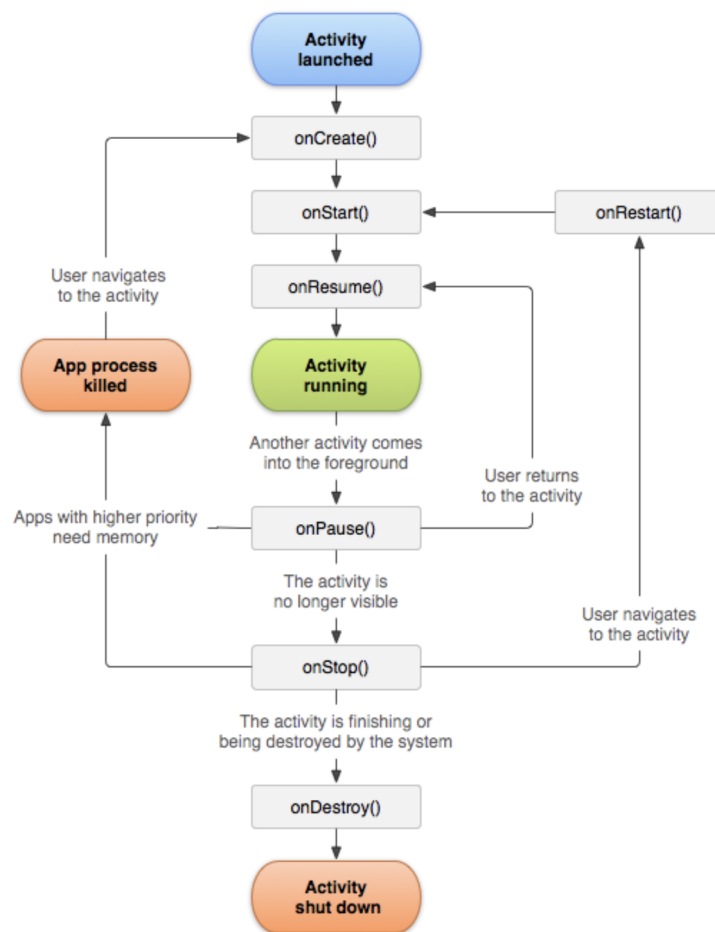 Activity
launched
onCreate()
onStart()
onRestart()
User navigates
to the activity
onResume()
App process
killed
Activity
running
Another activity comes
into the foreground
User returns
to the activity
Apps with higher priority
need memory
onPause()
The activity is
no longer visible
User navigates
to the activity
onStop()
The activity is finishing or
being destroyed by the system
onDestroy()
Activity
shut down